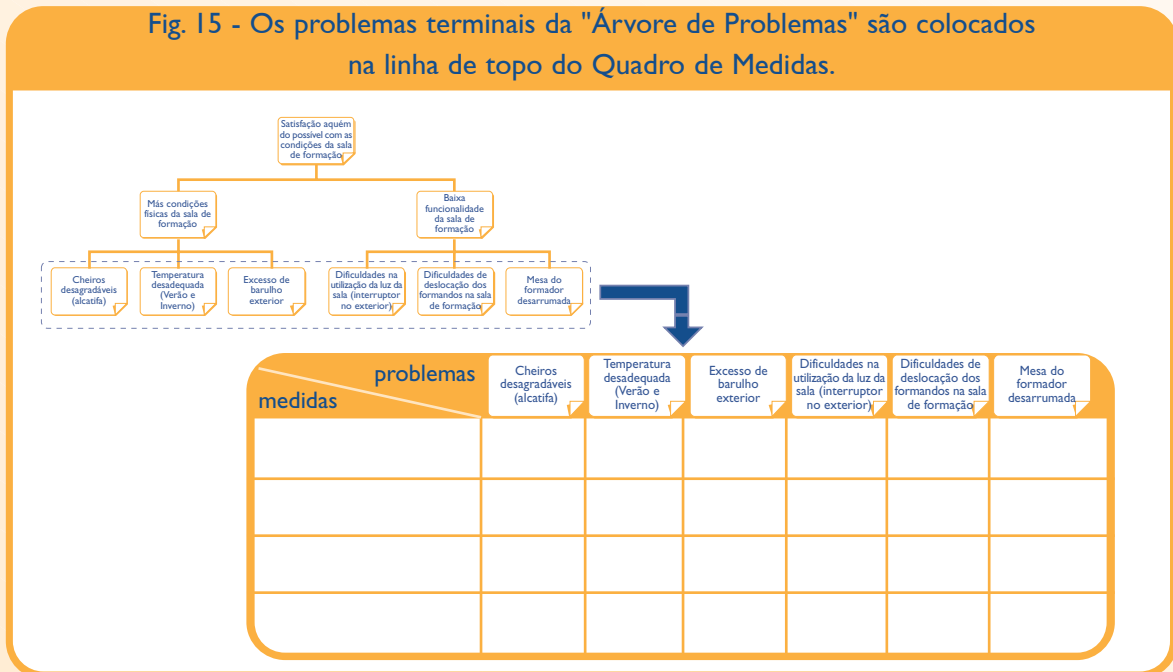 Fig. 15 - Os problemas terminais da "Árvore de Problemas" são colocados
na linha de topo do Quadro de Medidas.
Satisfação aquém
do possível com as
condições da sala
de formação
Más condições
físicas da sala de
formação
Baixa
funcionalidade
da sala de
formação
Cheiros
desagradáveis
(alcatifa)
Temperatura
desadequada
(Verão e
Inverno)
Excesso de
barulho
exterior
Dificuldades na
utilização da luz da
sala (interruptor
no exterior)
Dificuldades de
deslocação dos
formandos na sala
de formação
Mesa do
formador
desarrumada
problemas
medidas
Cheiros
desagradáveis
(alcatifa)
Temperatura
desadequada
(Verão e
Inverno)
Excesso de
barulho
exterior
Dificuldades na
utilização da luz da
sala (interruptor
no exterior)
Dificuldades de
deslocação dos
formandos na sala
de formação
Mesa do
formador
desarrumada